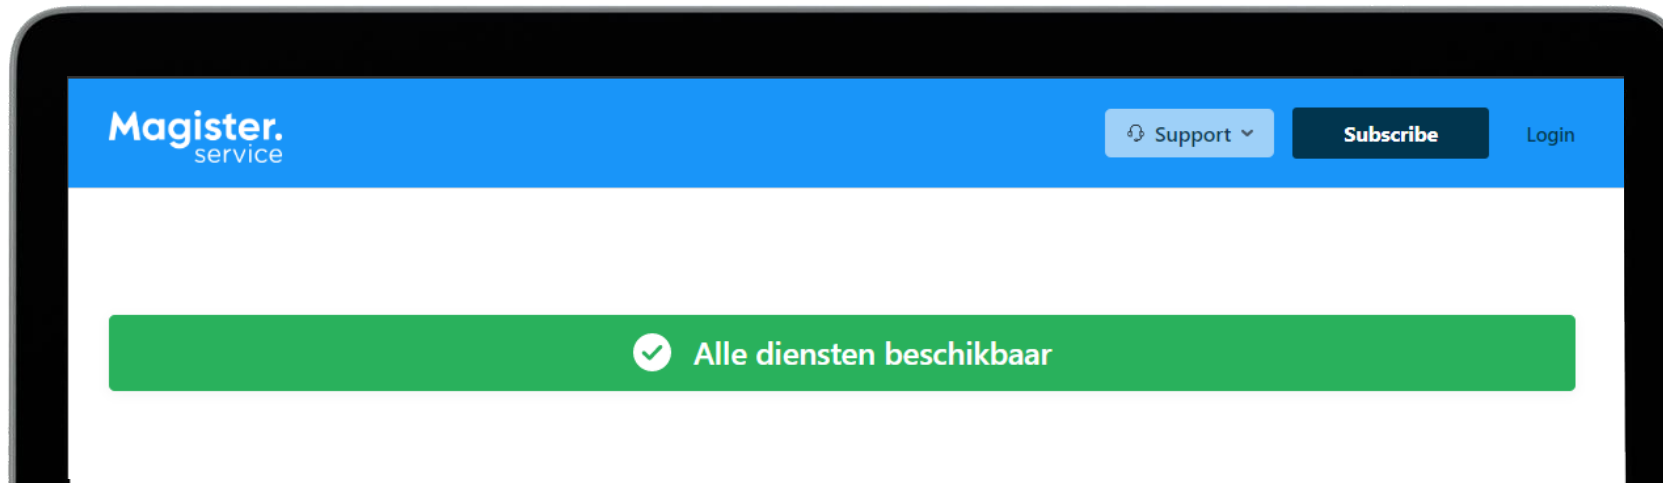 Magister.
service
Support
Subscribe
Login
Alle diensten beschikbaar